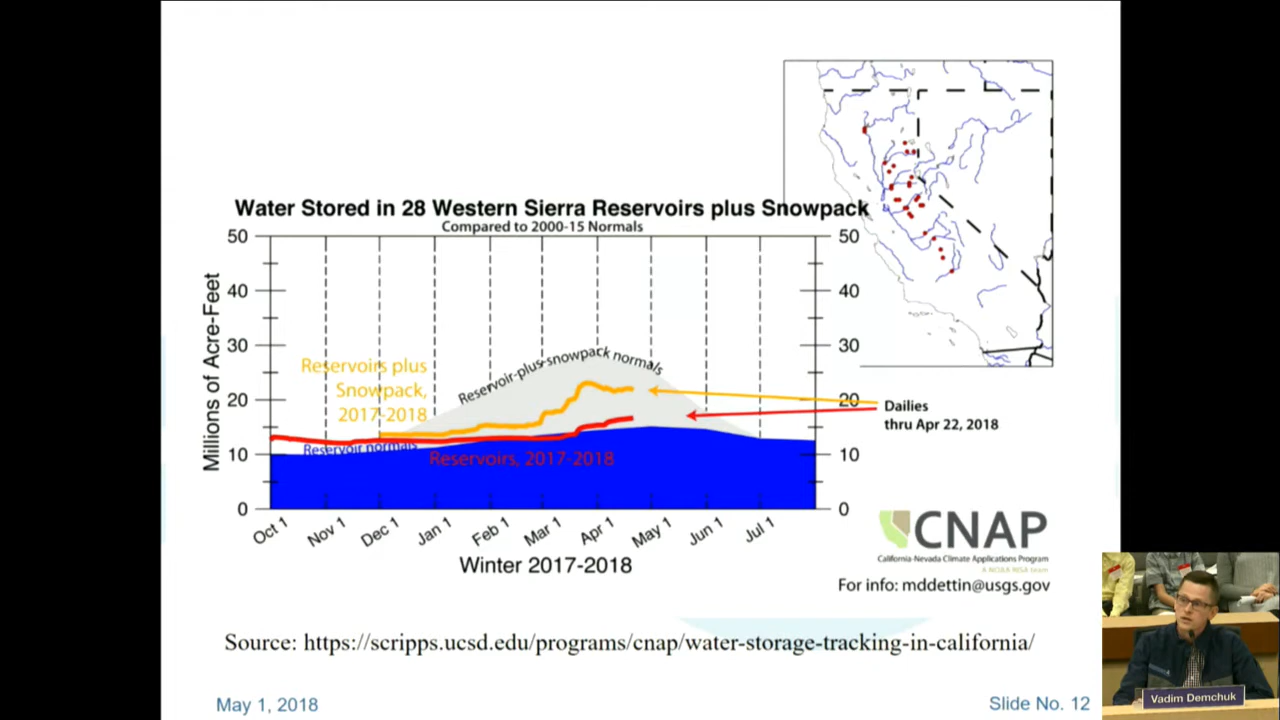 Water Stored in 28 Western Sierra Reservoirs plus Snowpack
Compared to 2000-15 Normals
Millions of Acre-Feet
50
40
30
20
10
0
50
40
30
20
10
0
Reservoirs plus
Snowpack,
2017-2018
Reservoir-plus-snowpack normals
Reservoir normals
Reservoirs, 2017-2018
Dailies
thru Apr 22, 2018
Oct 1
Nov 1
Dec 1
Jan 1
Feb 1
Mar 1
Apr 1
May 1
Jun 1
Jul 1
Winter 2017-2018
CNAP
California-Nevada Climate Applications Program
A NOAA RISA team
For info: mddettin@usgs.gov
Source: https://scripps.ucsd.edu/programs/cnap/water-storage-tracking-in-california/
May 1, 2018
Slide No. 12
Vadim Demchuk